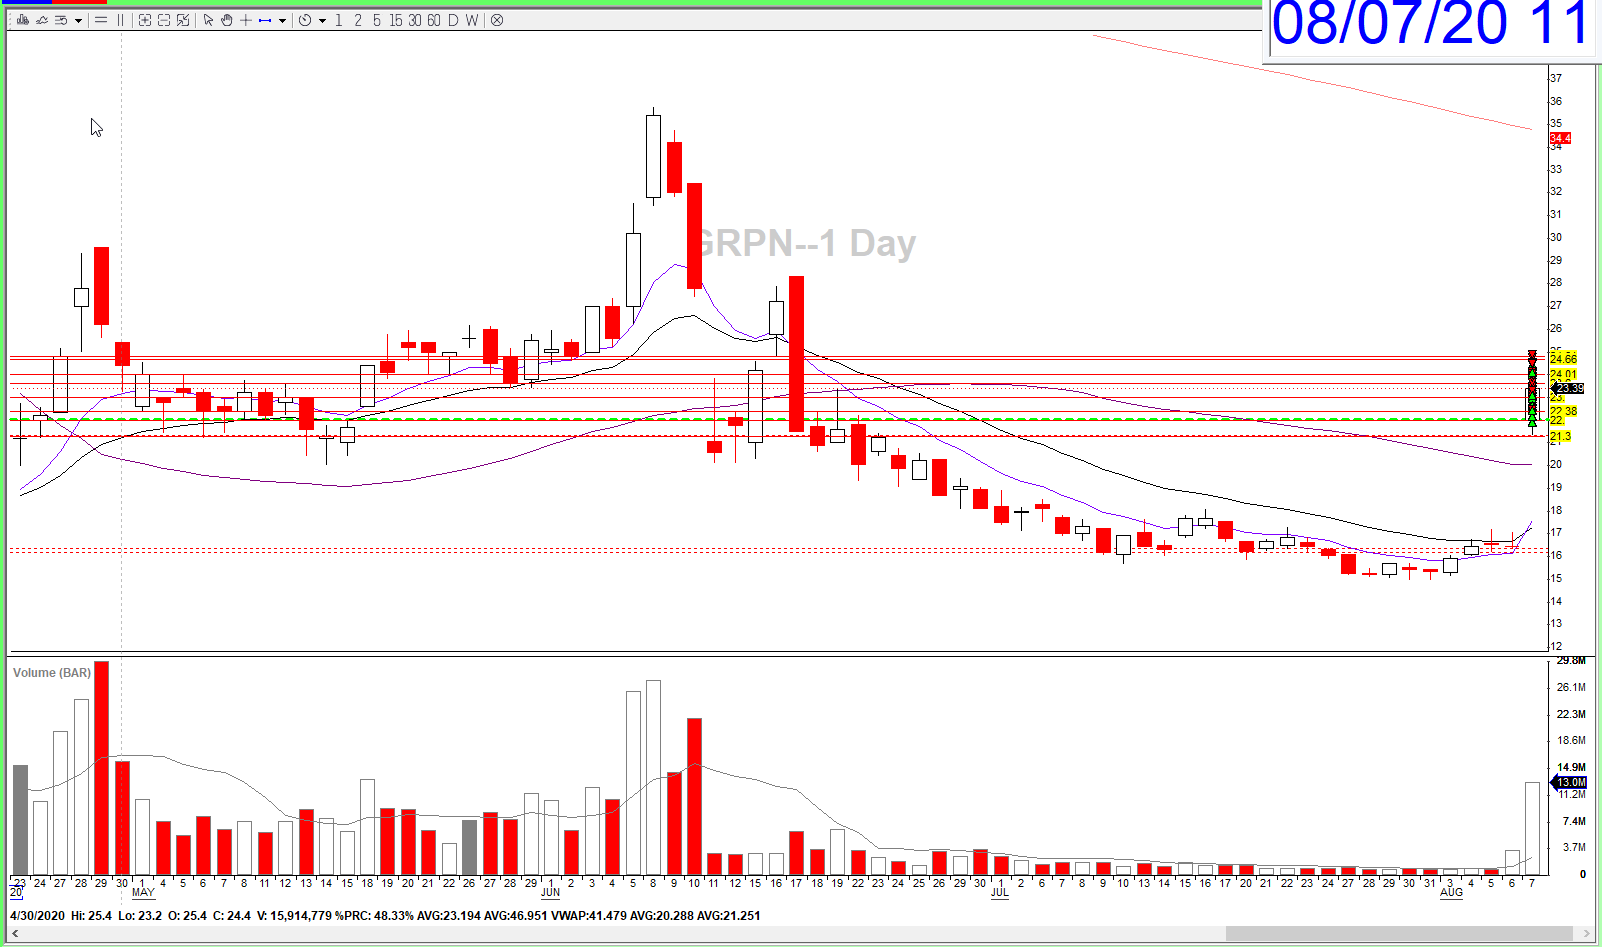 1 2 5 15 30 60 D W
08/07/20 11
GRPN--1 Day
37
36
35
34.4
34
33
32
31
30
29
28
27
26
24.66
24.01
23.39
23.
22.38
22.
21.3
20
19
18
17
16
15
14
13
12
Volume (BAR)
29.8M
26.1M
22.3M
18.6M
14.9M
13.0M
11.2M
7.4M
3.7M
0
23 24 27 28 29 30 1 4 5 6 7 8 11 12 13 14 15 18 19 20 21 22 26 27 28 29 1 2 3 4 5 8 9 10 11 12 15 16 17 18 19 22 23 24 25 26 29 30 1 2 6 7 8 9 10 13 14 15 16 17 20 21 22 23 24 27 28 29 30 31 3 4 5 6 7
20 MAY JUN JUL AUG
4/30/2020 Hi: 25.4 Lo: 23.2 O: 25.4 C: 24.4 V: 15,914,779 %PRC: 48.33% AVG:23.194 AVG:46.951 VWAP:41.479 AVG:20.288 AVG:21.251